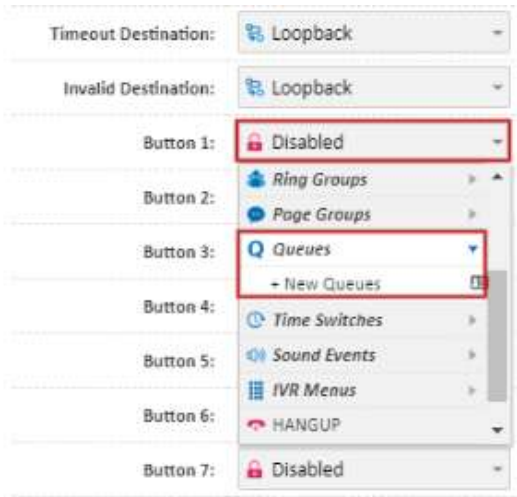 Timeout Destination: Loopback
Invalid Destination: Loopback
Button 1: Disabled
Button 2:
Ring Groups
Page Groups
Button 3:
Queues
+ New Queues
Button 4:
Time Switches
Button 5:
Sound Events
IVR Menus
Button 6:
HANGUP
Button 7: Disabled